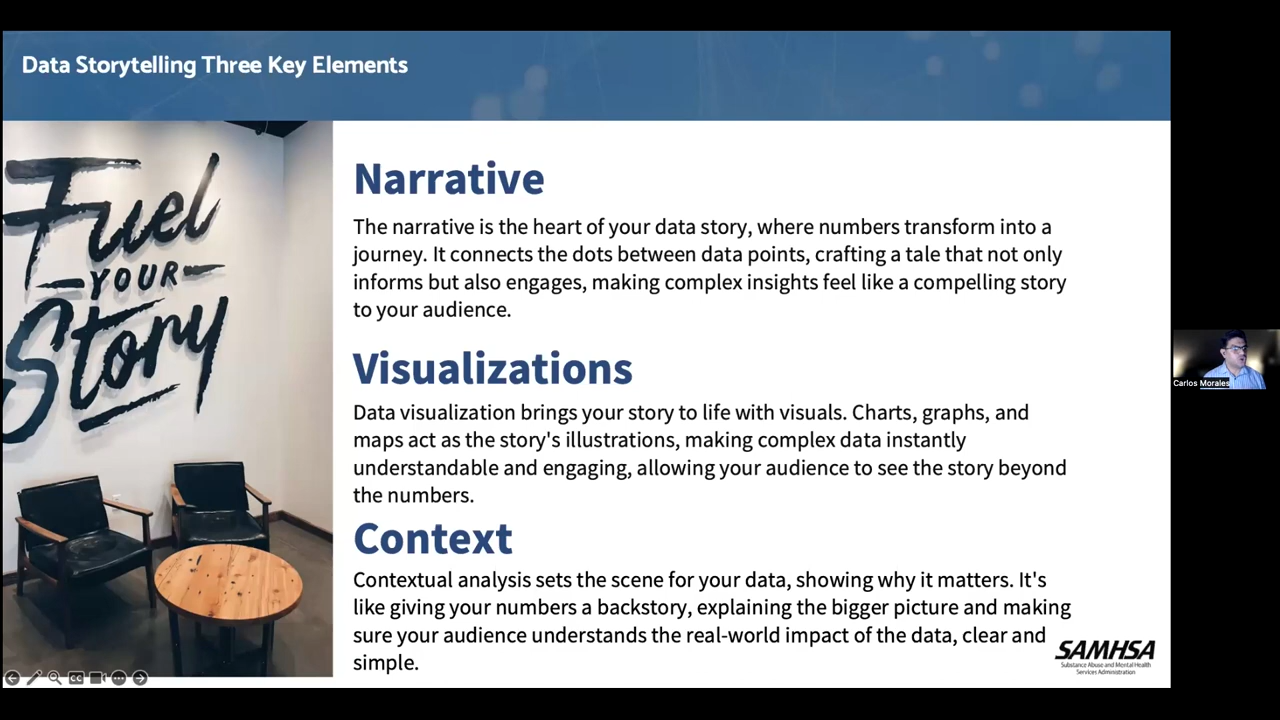 Data Storytelling Three Key Elements
Fuel
YOUR
Story
Narrative
The narrative is the heart of your data story, where numbers transform into a
journey. It connects the dots between data points, crafting a tale that not only
informs but also engages, making complex insights feel like a compelling story
to your audience.
Visualizations
Data visualization brings your story to life with visuals. Charts, graphs, and
maps act as the story's illustrations, making complex data instantly
understandable and engaging, allowing your audience to see the story beyond
the numbers.
Context
Contextual analysis sets the scene for your data, showing why it matters. It's
like giving your numbers a backstory, explaining the bigger picture and making
sure your audience understands the real-world impact of the data, clear and
simple.
SAMHSA
Substance Abuse and Mental Health
Services Administration
CC
Carlos Morales